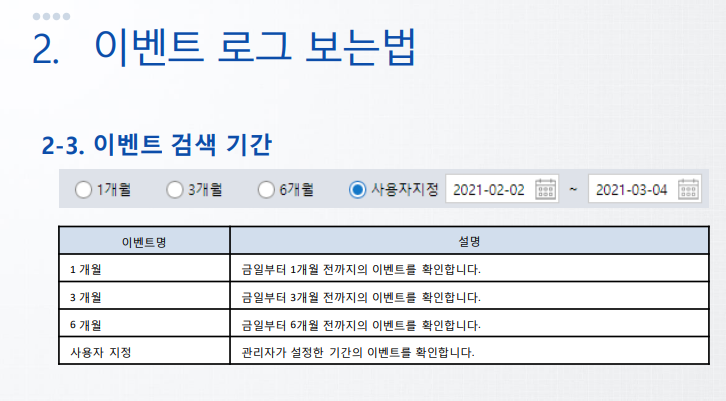 2. 이벤트 로그 보는법
2-3. 이벤트 검색 기간
1개월 3개월 6개월 사용자지정 2021-02-02 ~ 2021-03-04
이벤트명 설명
1 개월 금일부터 1개월 전까지의 이벤트를 확인합니다.
3 개월 금일부터 3개월 전까지의 이벤트를 확인합니다.
6 개월 금일부터 6개월 전까지의 이벤트를 확인합니다.
사용자 지정 관리자가 설정한 기간의 이벤트를 확인합니다.